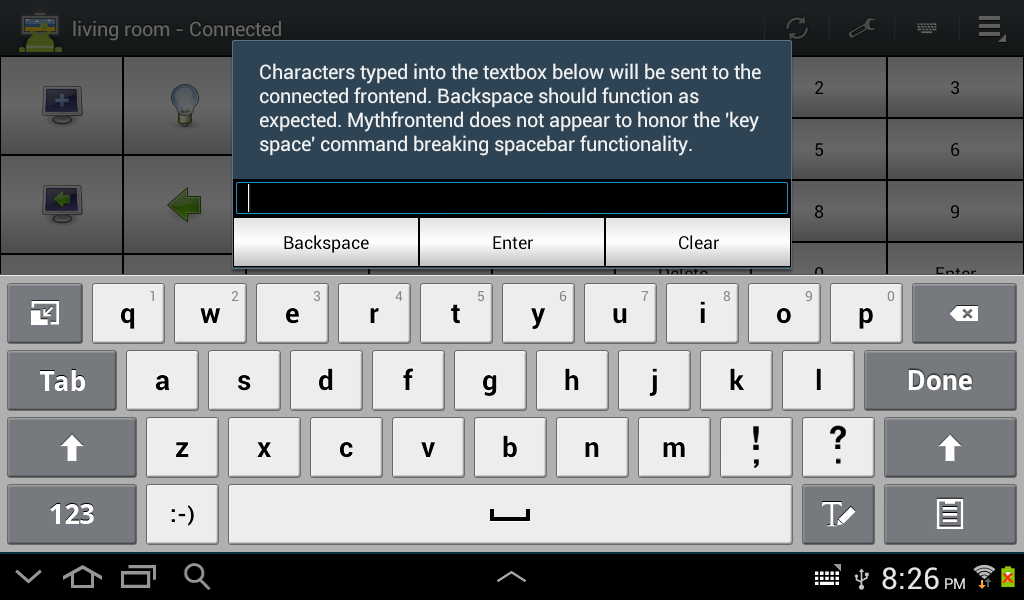 living room - Connected
Characters typed into the textbox below will be sent to the
connected frontend. Backspace should function as
expected. Mythfrontend does not appear to honor the 'key
space' command breaking spacebar functionality.
Backspace Enter Clear
2 3
5 6
8 9
Delete 0 Enter
q 1 w 2 e 3 r 4 t 5 y 6 u 7 i 8 o 9 p 0
Tab a s d f g h j k l Done
z x c v b n m ! , ? .
123 :-) T
8:26 PM